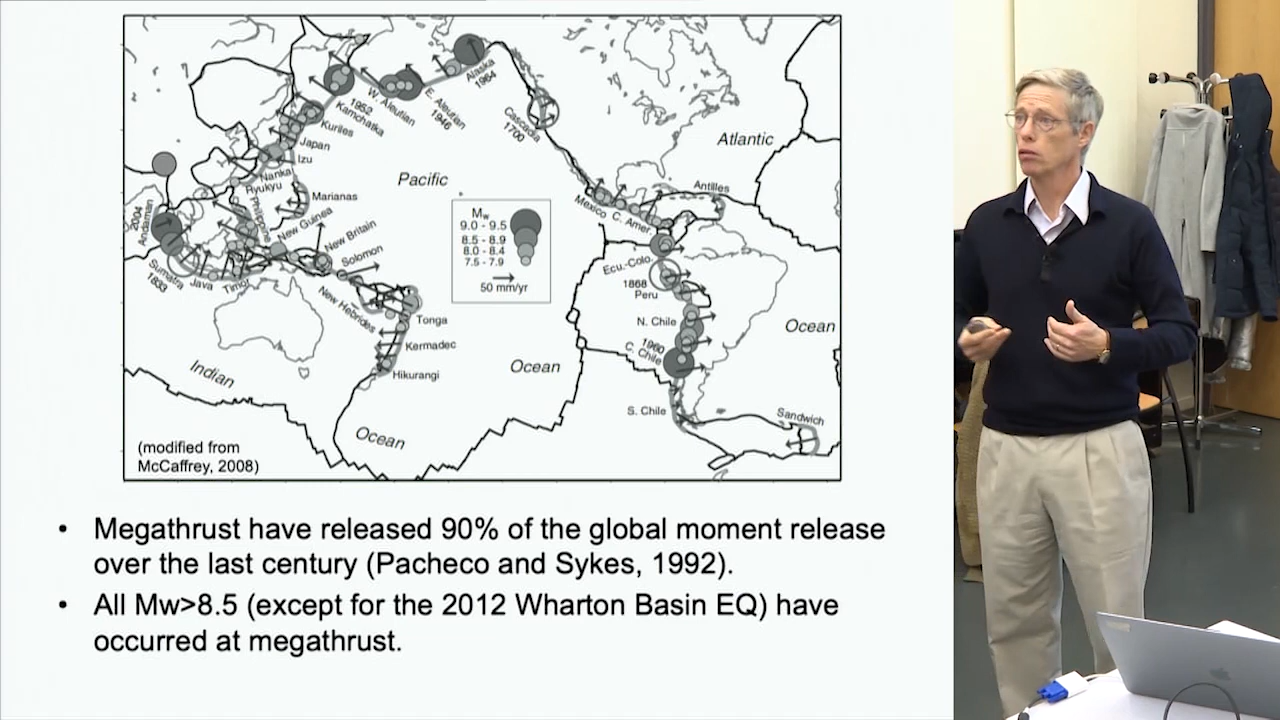 Alaska
1964
E. Aleutian
1946
W. Aleutian
1952
Kamchatka
Kuriles
Japan
Izu
Nanka
Ryukyu
Marianas
Philippine
New Guinea
New Britain
Solomon
2004
Andaman
Sumatra
1833
Java
Timor
New Hebrides
Tonga
Kermadec
Hikurangi
Cascadia
1700
Atlantic
Pacific
Mexico
C. Amer.
Antilles
Mw
9.0 - 9.5
8.5 - 8.9
8.0 - 8.4
7.5 - 7.9
50 mm/yr
Ecu.-Colo.
1868
Peru
N. Chile
1960
C. Chile
S. Chile
Sandwich
Ocean
Ocean
Indian
Ocean
(modified from
McCaffrey, 2008)
• Megathrust have released 90% of the global moment release
over the last century (Pacheco and Sykes, 1992).
• All Mw>8.5 (except for the 2012 Wharton Basin EQ) have
occurred at megathrust.